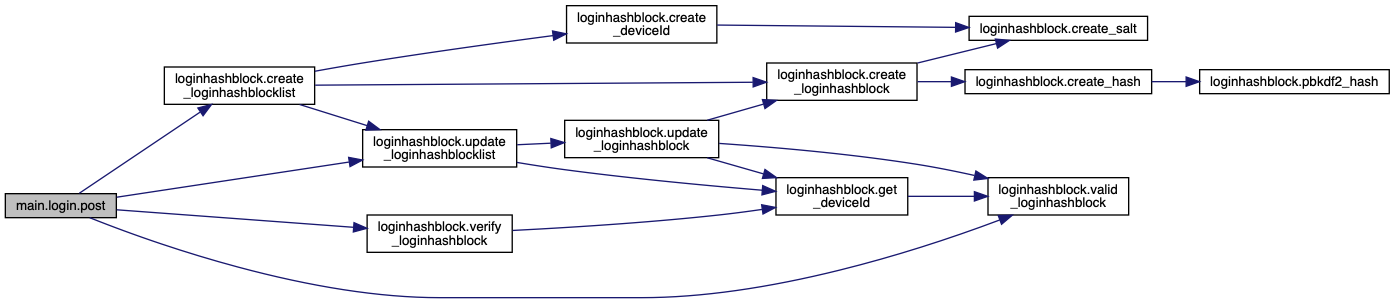 main.login.post
loginhashblock.create
_loginhashblocklist
loginhashblock.update
_loginhashblocklist
loginhashblock.verify
_loginhashblock
loginhashblock.create
_deviceId
loginhashblock.update
_loginhashblock
loginhashblock.create
_loginhashblock
loginhashblock.get
_deviceId
loginhashblock.create_salt
loginhashblock.create_hash
loginhashblock.valid
_loginhashblock
loginhashblock.pbkdf2_hash